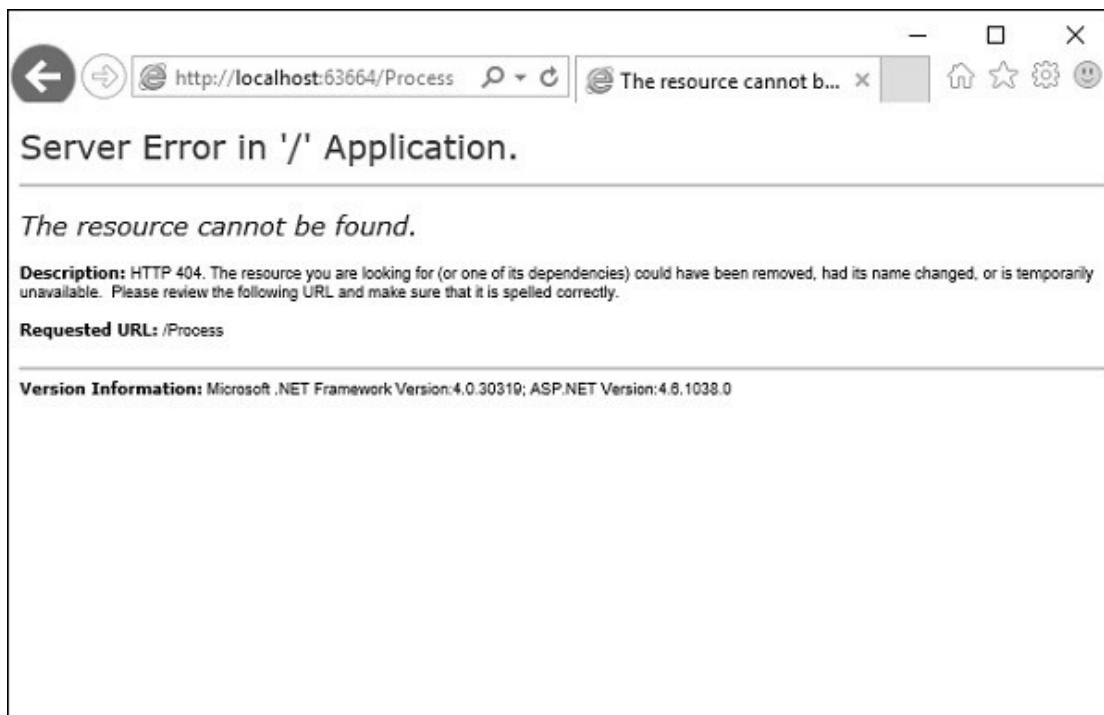 http://localhost:63664/Process
The resource cannot b...
Server Error in '/' Application.
The resource cannot be found.
Description: HTTP 404. The resource you are looking for (or one of its dependencies) could have been removed, had its name changed, or is temporarily
unavailable.  Please review the following URL and make sure that it is spelled correctly.
Requested URL: /Process
Version Information: Microsoft .NET Framework Version:4.0.30319; ASP.NET Version:4.6.1038.0